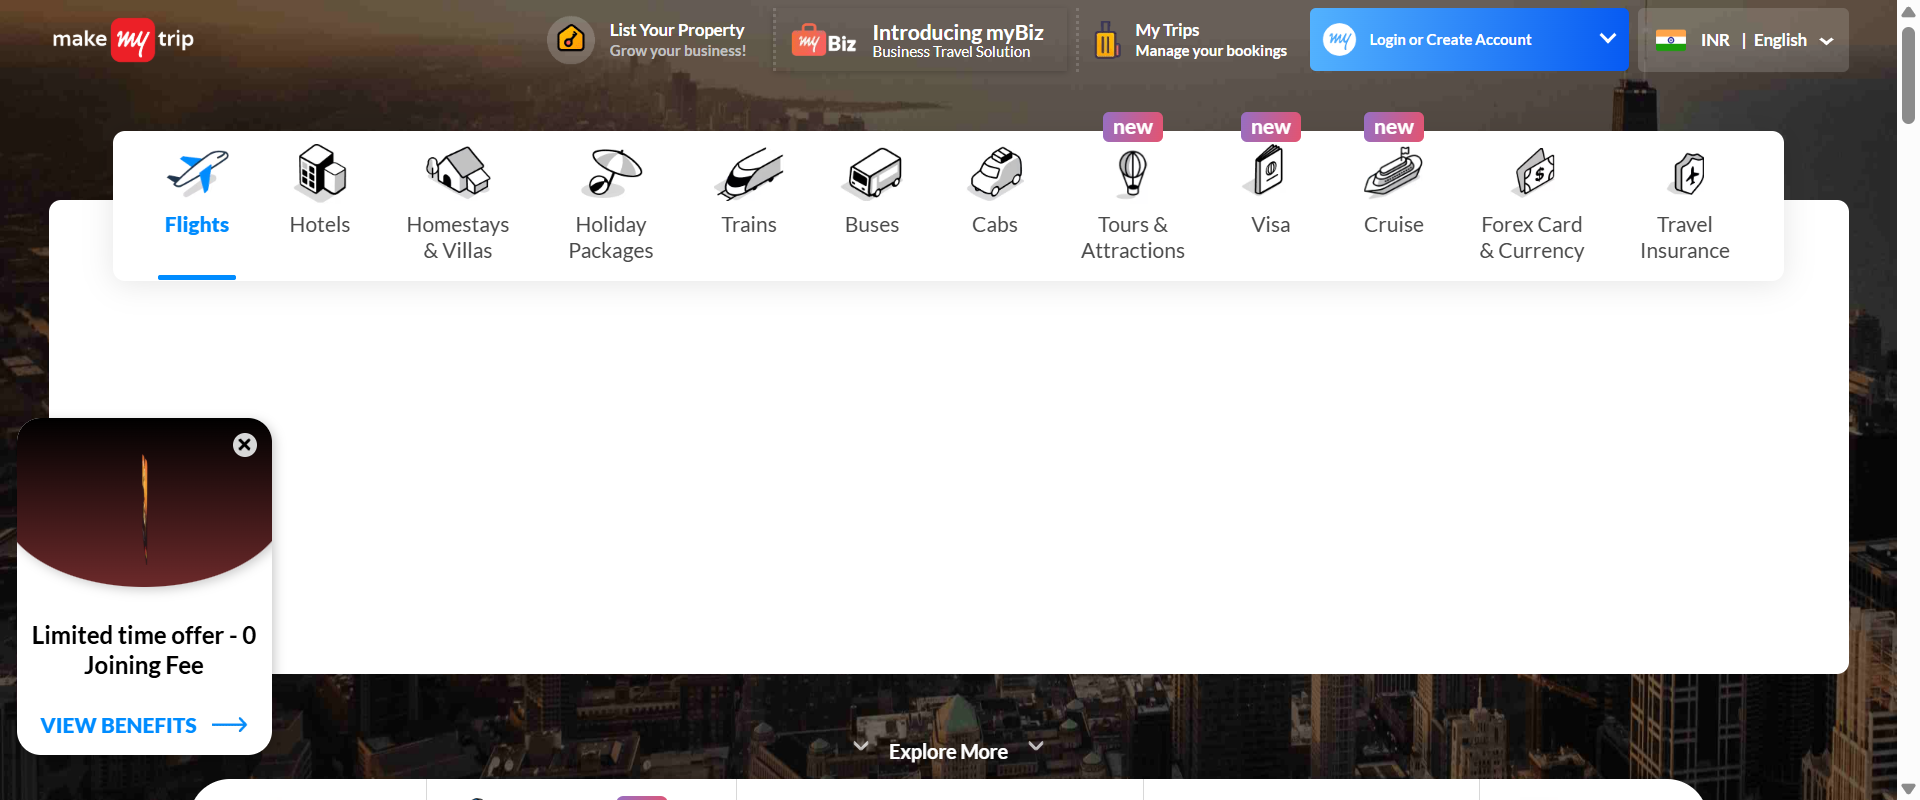 make my trip
List Your Property
Grow your business!
my Biz
Introducing myBiz
Business Travel Solution
My Trips
Manage your bookings
my
Login or Create Account
INR | English
new
new
new
Flights
Hotels
Homestays
& Villas
Holiday
Packages
Trains
Buses
Cabs
Tours &
Attractions
Visa
Cruise
Forex Card
& Currency
Travel
Insurance
Limited time offer - 0
Joining Fee
VIEW BENEFITS
Explore More